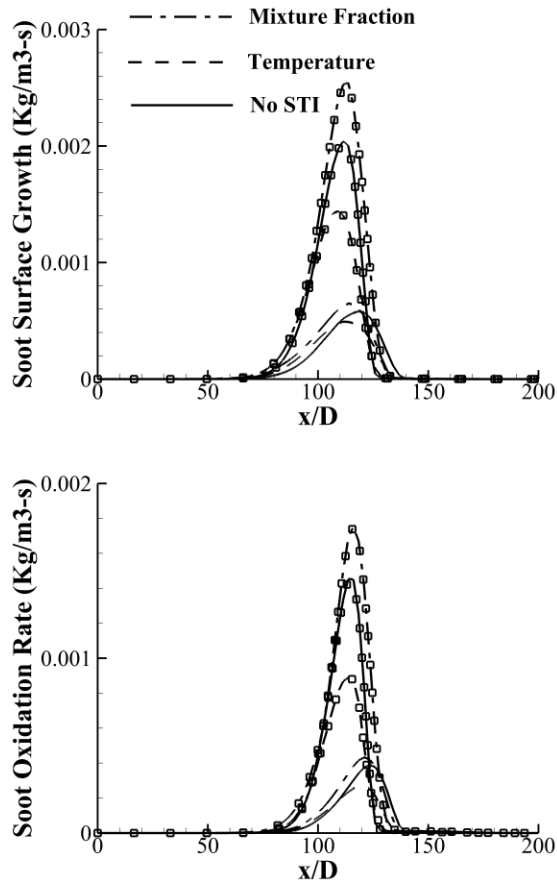 Mixture Fraction
Temperature
No STI
Soot Surface Growth (Kg/m3-s)
0.003
0.002
0.001
0
0
50
100
150
200
x/D
Soot Oxidation Rate (Kg/m3-s)
0.002
0.001
0
0
50
100
150
200
x/D